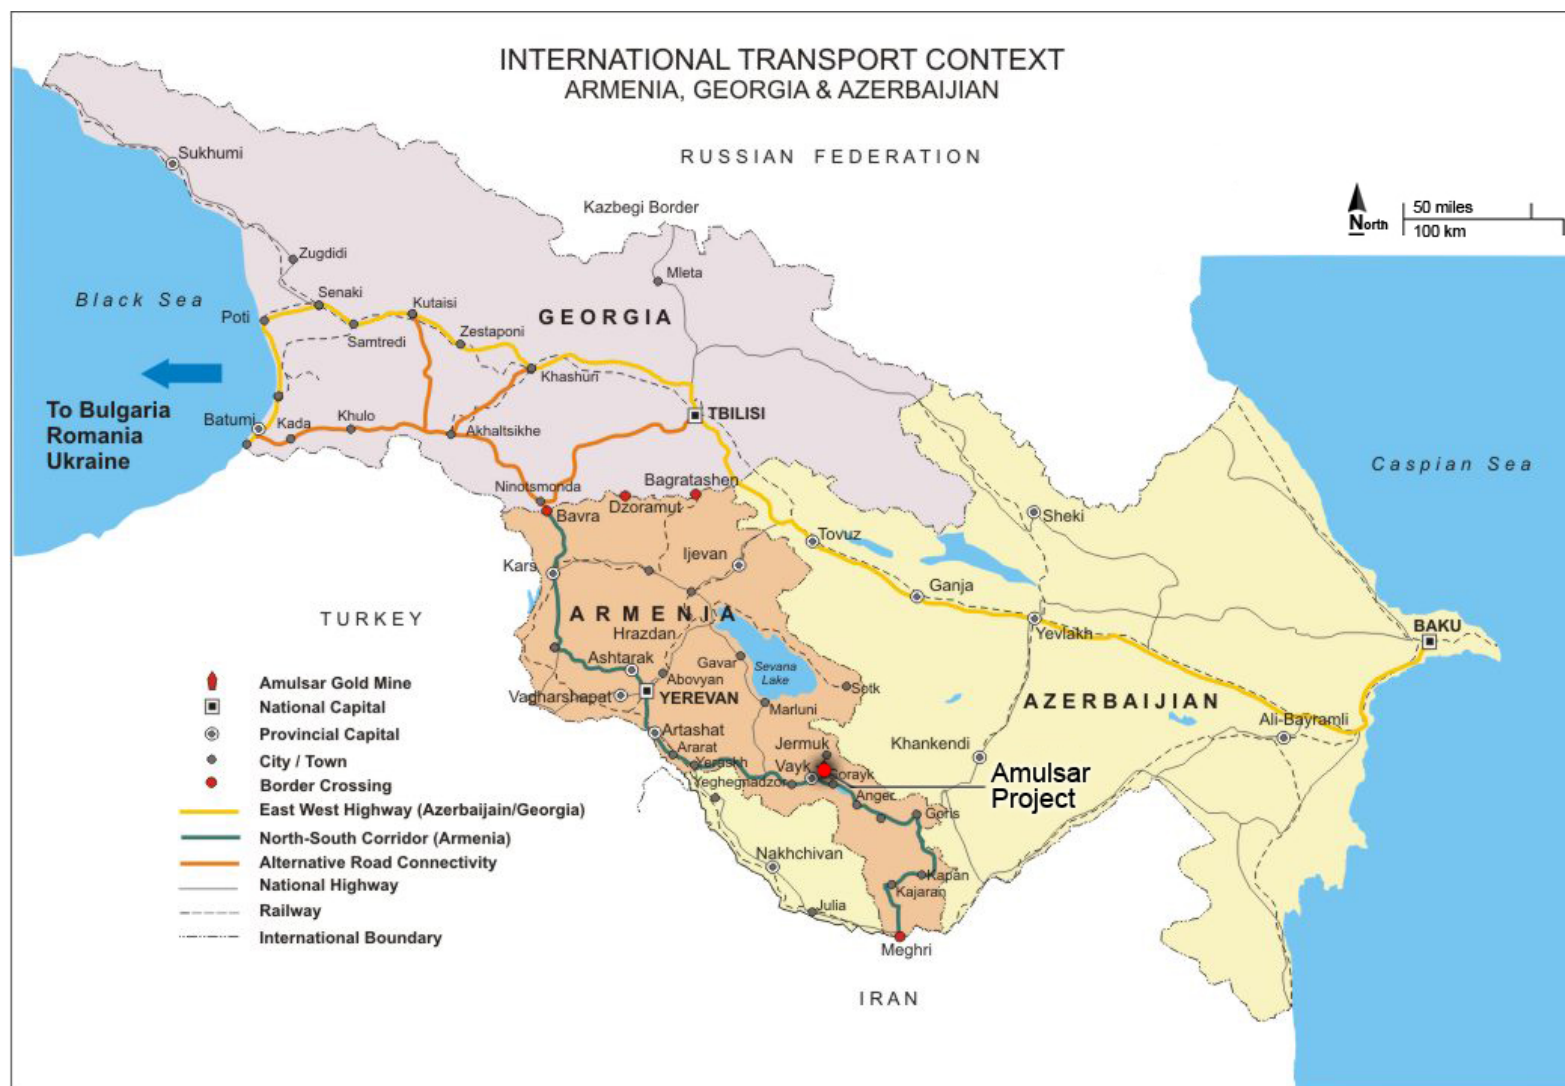 INTERNATIONAL TRANSPORT CONTEXT
ARMENIA, GEORGIA & AZERBAIJIAN
RUSSIAN FEDERATION
Sukhumi
Kazbegi Border
North
50 miles
100 km
Zugdidi
Mleta
Black Sea
Senaki
Kutaisi
Poti
GEORGIA
Samtredi
Zestaponi
Khashuri
To Bulgaria
Romania
Ukraine
Batumi
Kada
Khulo
Akhaltsikhe
TBILISI
Caspian Sea
Ninotsmonda
Bagratashen
Bavra
Dzoramut
Sheki
Tovuz
Kars
Ijevan
Ganja
TURKEY
ARMENIA
Hrazdan
Yevlakh
BAKU
Ashtarak
Abovyan
Gavar
Sevana
Lake
Sotk
Vagharshapat
YEREVAN
Marluni
AZERBAIJIAN
Artashat
Ararat
Yeraskh
Jermuk
Khankendi
Ali-Bayramli
Vayk
Gorayk
Yeghegnadzor
Anger
Goris
Amulsar
Project
Nakhchivan
Kapan
Kajaran
Julia
Meghri
IRAN
Amulsar Gold Mine
National Capital
Provincial Capital
City / Town
Border Crossing
East West Highway (Azerbaijain/Georgia)
North-South Corridor (Armenia)
Alternative Road Connectivity
National Highway
Railway
International Boundary